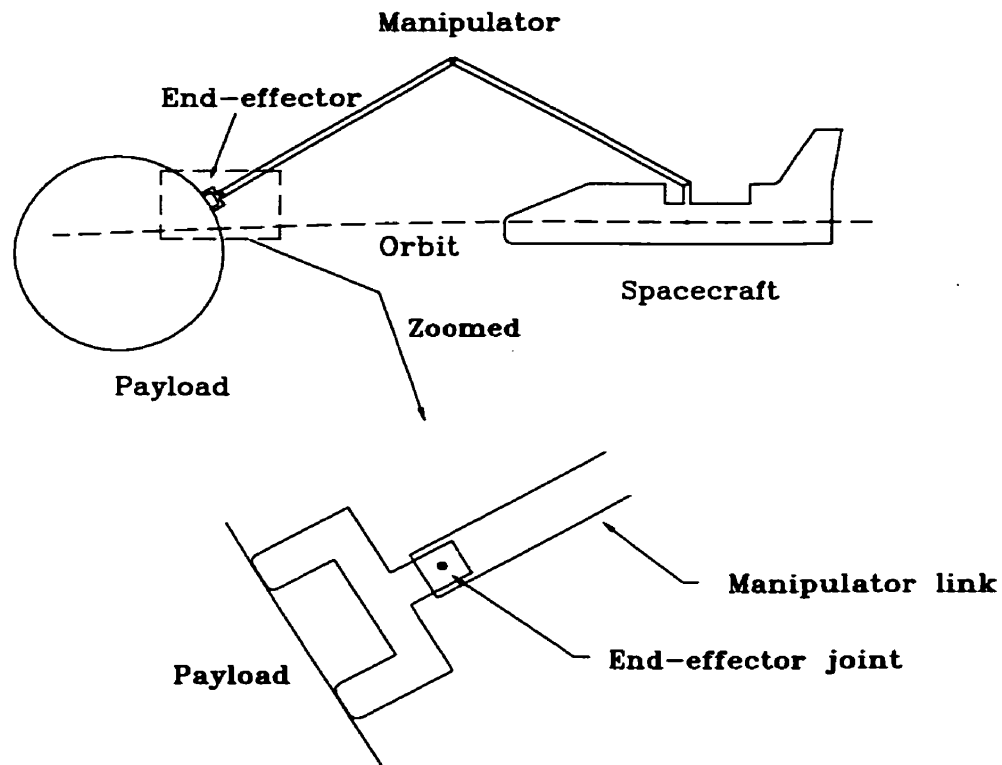 Manipulator
End-effector
Orbit
Spacecraft
Zoomed
Payload
Manipulator link
End-effector joint
Payload